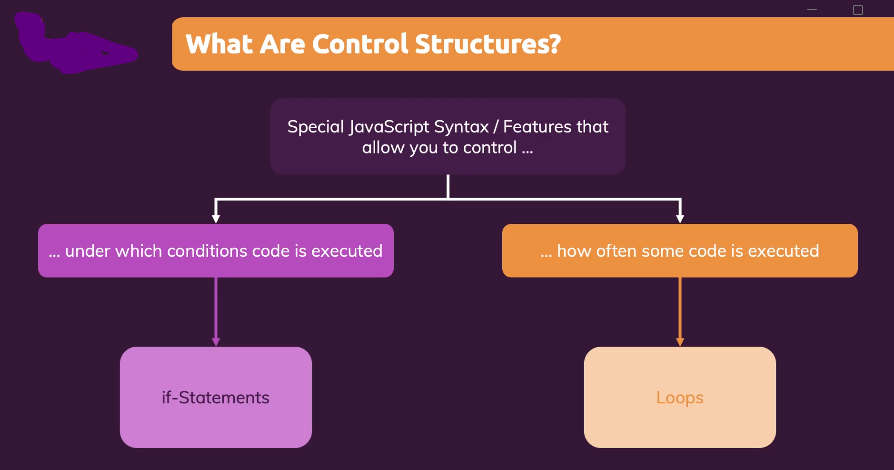 What Are Control Structures?
Special JavaScript Syntax / Features that
allow you to control ...
... under which conditions code is executed
... how often some code is executed
if-Statements
Loops